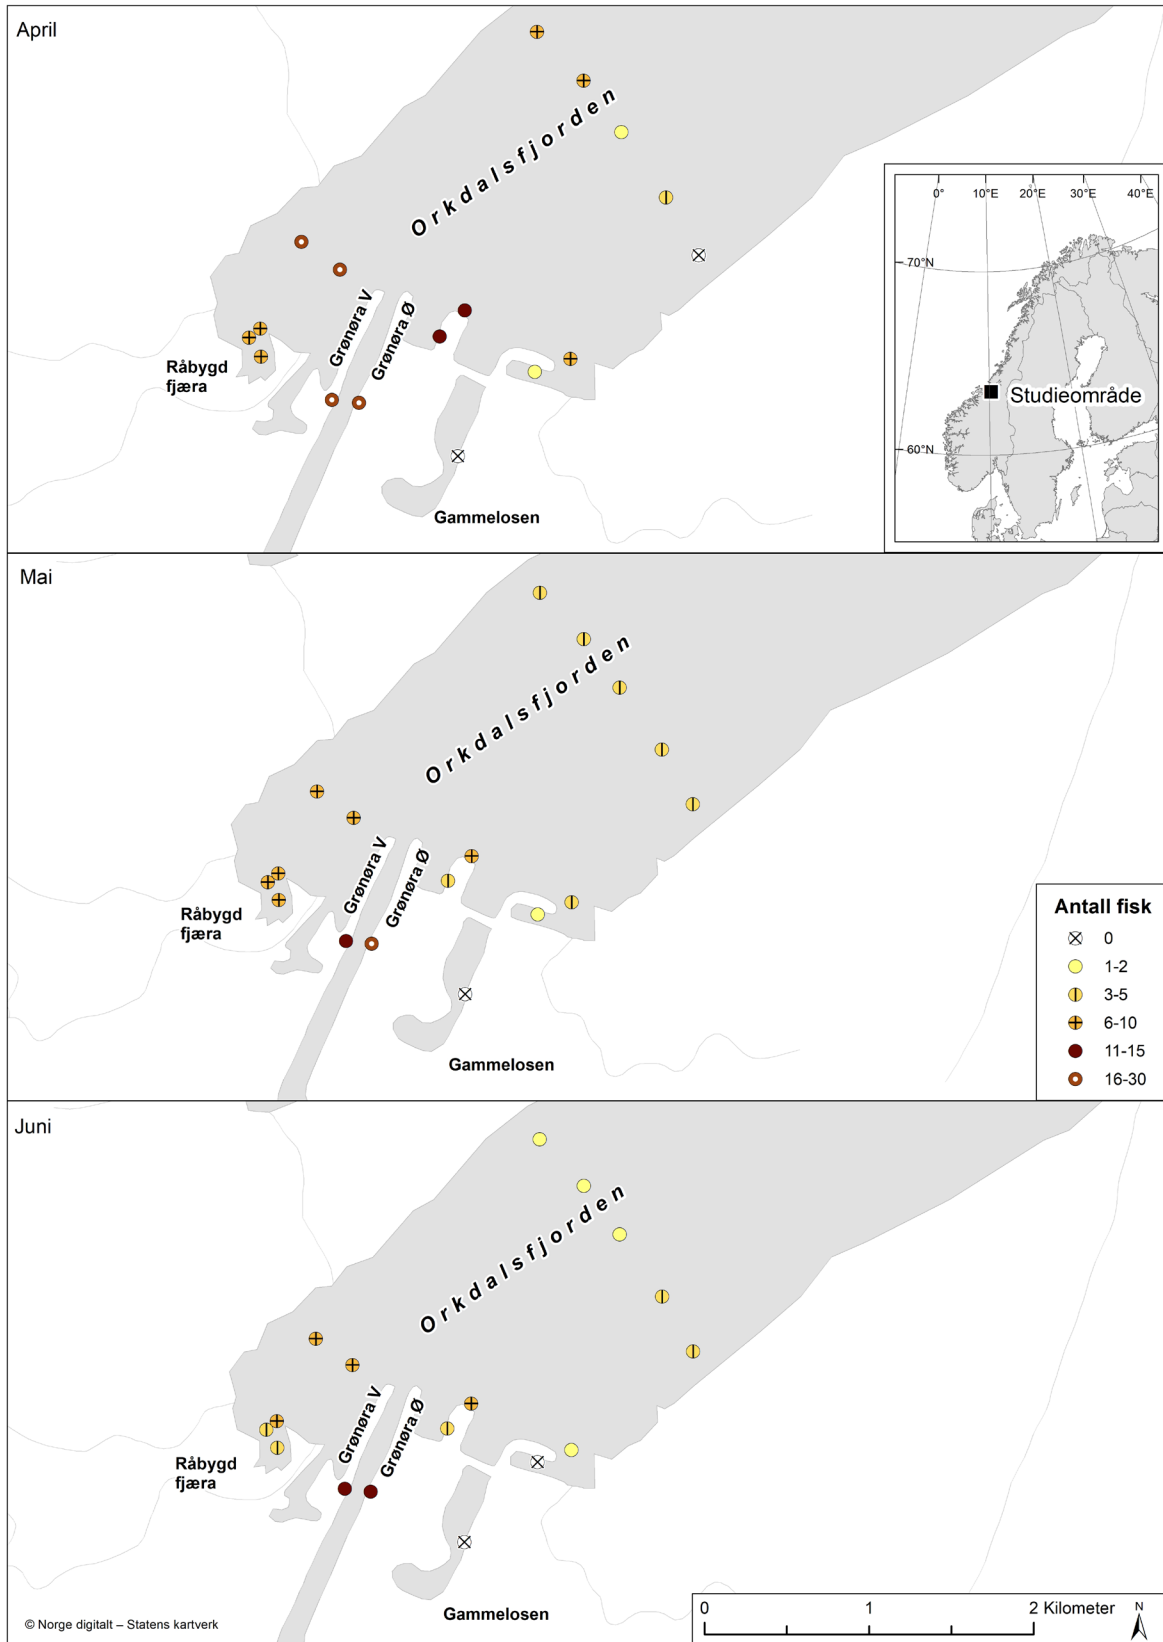 April
Orkdalsfjorden
Grønøra V
Grønøra Ø
Råbygd
fjæra
Gammelosen
0°
10°E
20°E
30°E
40°E
70°N
60°N
Studieområde
Mai
Orkdalsfjorden
Grønøra V
Grønøra Ø
Råbygd
fjæra
Gammelosen
Antall fisk
0
1-2
3-5
6-10
11-15
16-30
Juni
Orkdalsfjorden
Grønøra V
Grønøra Ø
Råbygd
fjæra
Gammelosen
0 1 2 Kilometer
N
© Norge digitalt – Statens kartverk